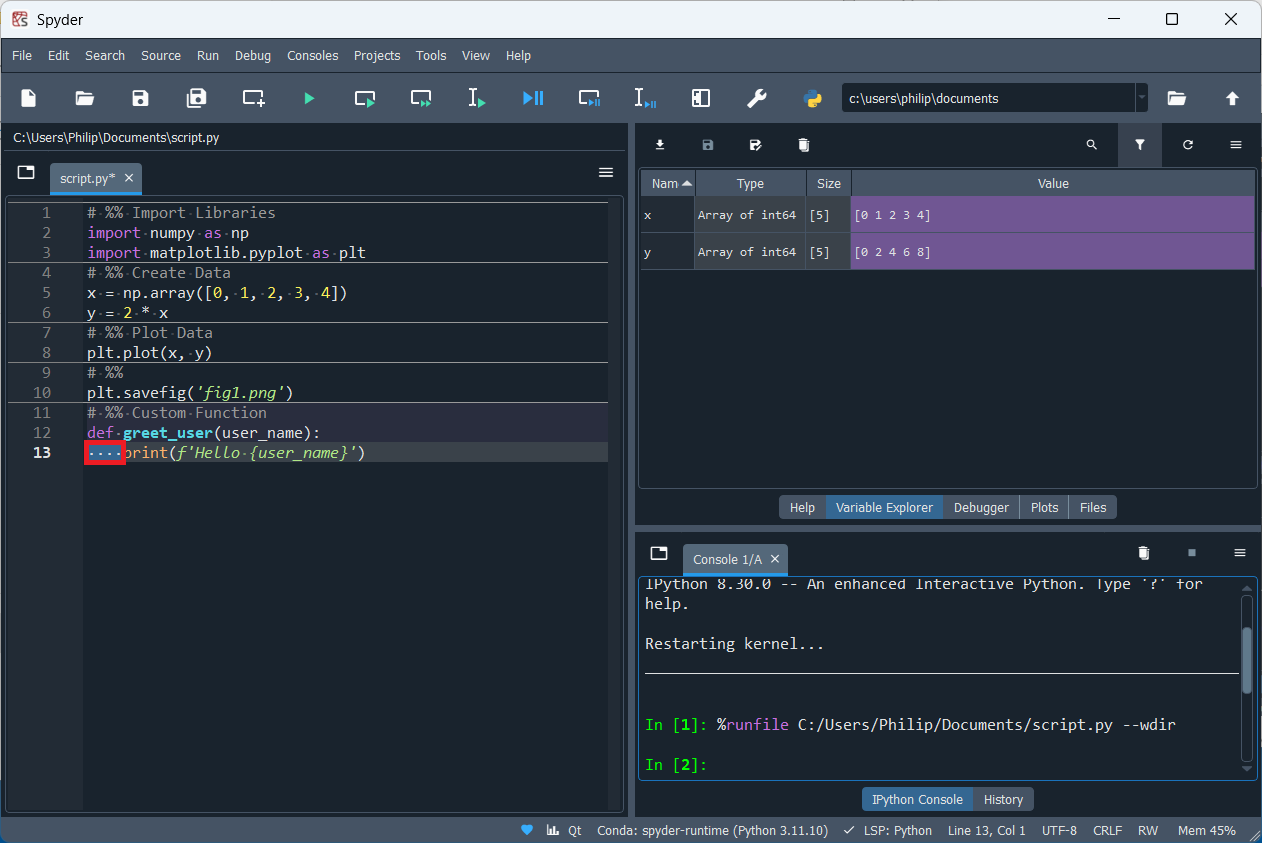 Spyder
File Edit Search Source Run Debug Consoles Projects Tools View Help
c:\users\philip\documents
C:\Users\Philip\Documents\script.py
script.py*
1 # %% Import Libraries
2 import numpy as np
3 import matplotlib.pyplot as plt
4 # %% Create Data
5 x = np.array([0, 1, 2, 3, 4])
6 y = 2 * x
7 # %% Plot Data
8 plt.plot(x, y)
9 # %%
10 plt.savefig('fig1.png')
11 # %% Custom Function
12 def greet_user(user_name):
13     print(f'Hello {user_name}')
Nam Type Size Value
x Array of int64 [5] [0 1 2 3 4]
y Array of int64 [5] [0 2 4 6 8]
Help Variable Explorer Debugger Plots Files
Console 1/A
IPython 8.30.0 -- An enhanced Interactive Python. Type '?' for
help.
Restarting kernel...
In [1]: %runfile C:/Users/Philip/Documents/script.py --wdir
In [2]:
IPython Console History
Qt Conda: spyder-runtime (Python 3.11.10) LSP: Python Line 13, Col 1 UTF-8 CRLF RW Mem 45%